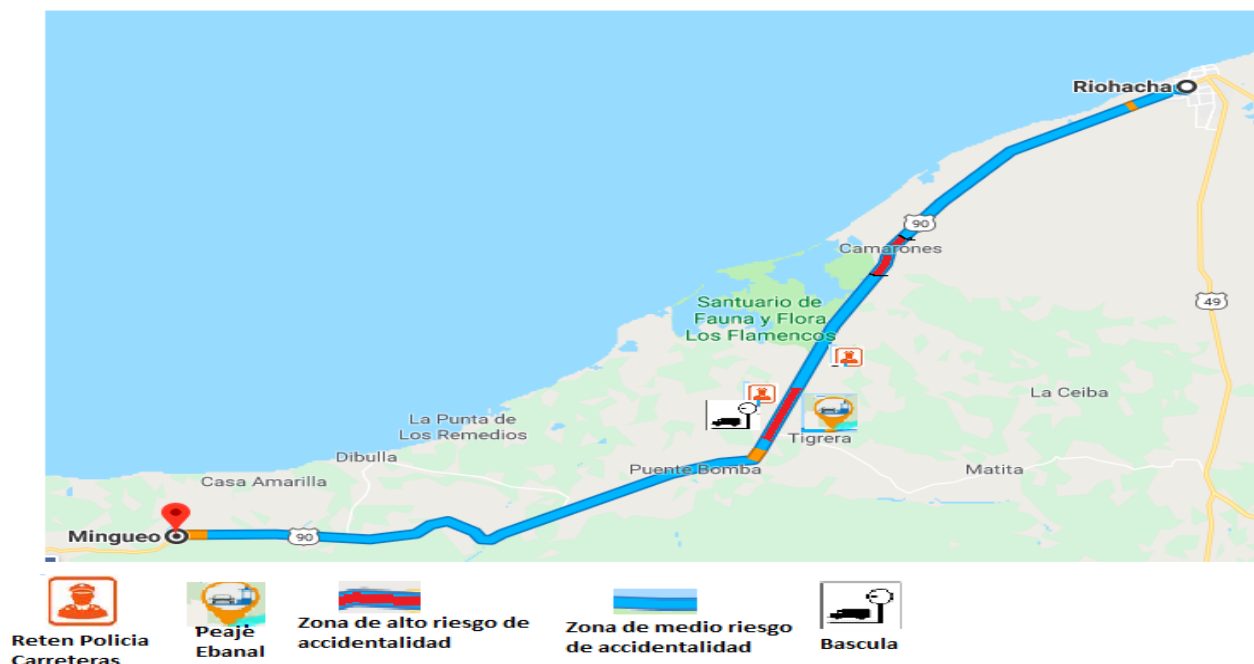 Riohacha
90
Camarones
49
Santuario de
Fauna y Flora
Los Flamencos
La Ceiba
La Punta de
Los Remedios
Tigrera
Dibulla
Puente Bomba
Matita
Casa Amarilla
Mingueo
90
Reten Policia
Carreteras
Peaje
Ebanal
Zona de alto riesgo de
accidentalidad
Zona de medio riesgo
de accidentalidad
Bascula